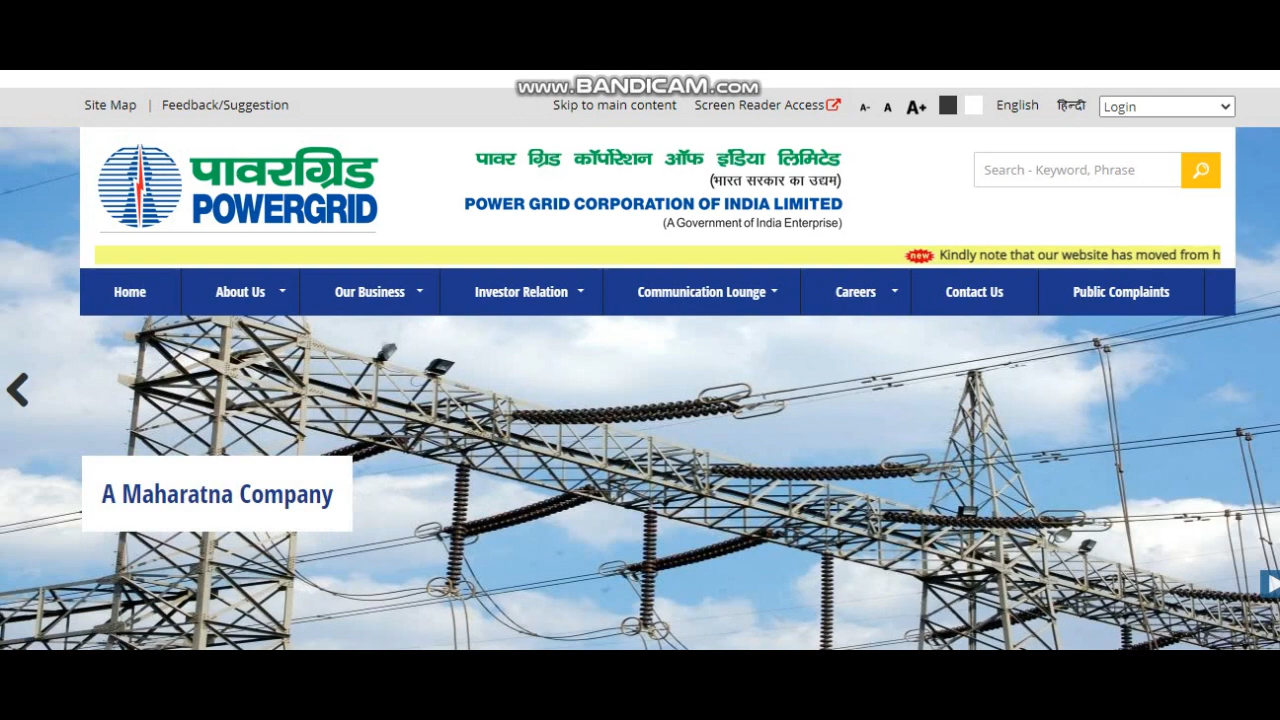 www.BANDICAM.com
Site Map | Feedback/Suggestion Skip to main content Screen Reader Access A- A A+ English हिन्दी Login
पावरग्रिड
POWERGRID
पावर ग्रिड कॉर्पोरेशन ऑफ इंडिया लिमिटेड
(भारत सरकार का उद्यम)
POWER GRID CORPORATION OF INDIA LIMITED
(A Government of India Enterprise)
Search - Keyword, Phrase
new Kindly note that our website has moved from h
Home About Us Our Business Investor Relation Communication Lounge Careers Contact Us Public Complaints
A Maharatna Company